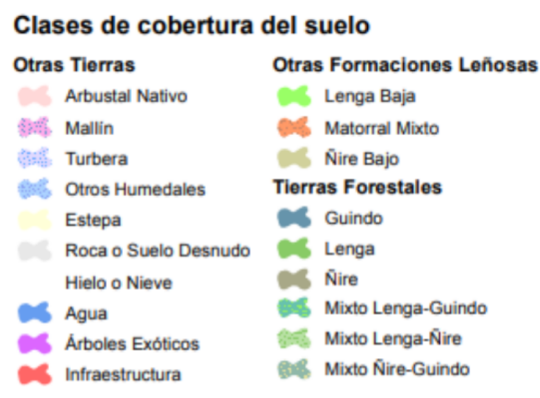 Clases de cobertura del suelo
Otras Tierras
Arbustal Nativo
Mallín
Turbera
Otros Humedales
Estepa
Roca o Suelo Desnudo
Hielo o Nieve
Agua
Árboles Exóticos
Infraestructura
Otras Formaciones Leñosas
Lenga Baja
Matorral Mixto
Ñire Bajo
Tierras Forestales
Guindo
Lenga
Ñire
Mixto Lenga-Guindo
Mixto Lenga-Ñire
Mixto Ñire-Guindo